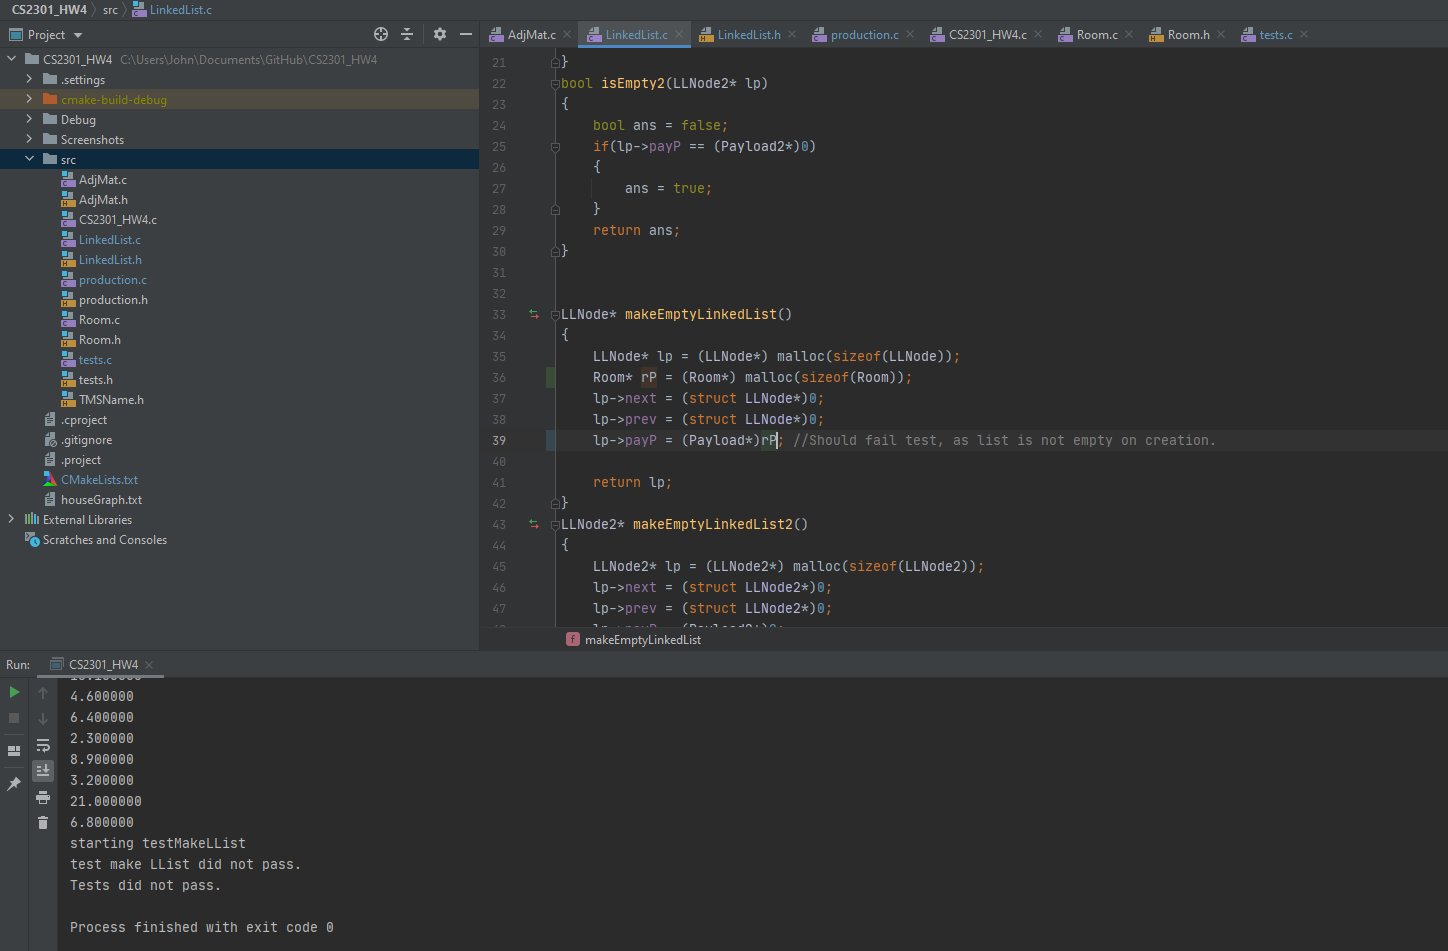 CS2301_HW4 src LinkedList.c
Project
AdjMat.c LinkedList.c LinkedList.h production.c CS2301_HW4.c Room.c Room.h tests.c
CS2301_HW4 C:\Users\John\Documents\GitHub\CS2301_HW4
.settings
cmake-build-debug
Debug
Screenshots
src
AdjMat.c
AdjMat.h
CS2301_HW4.c
LinkedList.c
LinkedList.h
production.c
production.h
Room.c
Room.h
tests.c
tests.h
TMSName.h
.cproject
.gitignore
.project
CMakeLists.txt
houseGraph.txt
External Libraries
Scratches and Consoles
21 }
22 bool isEmpty2(LLNode2* lp)
23 {
24 bool ans = false;
25 if(lp->payP == (Payload2*)0)
26 {
27 ans = true;
28 }
29 return ans;
30 }
31
32
33 LLNode* makeEmptyLinkedList()
34 {
35 LLNode* lp = (LLNode*) malloc(sizeof(LLNode));
36 Room* rP = (Room*) malloc(sizeof(Room));
37 lp->next = (struct LLNode*)0;
38 lp->prev = (struct LLNode*)0;
39 lp->payP = (Payload*)rP; //Should fail test, as list is not empty on creation.
40
41 return lp;
42 }
43 LLNode2* makeEmptyLinkedList2()
44 {
45 LLNode2* lp = (LLNode2*) malloc(sizeof(LLNode2));
46 lp->next = (struct LLNode2*)0;
47 lp->prev = (struct LLNode2*)0;
f makeEmptyLinkedList
Run: CS2301_HW4
4.600000
6.400000
2.300000
8.900000
3.200000
21.000000
6.800000
starting testMakeLList
test make LList did not pass.
Tests did not pass.
Process finished with exit code 0